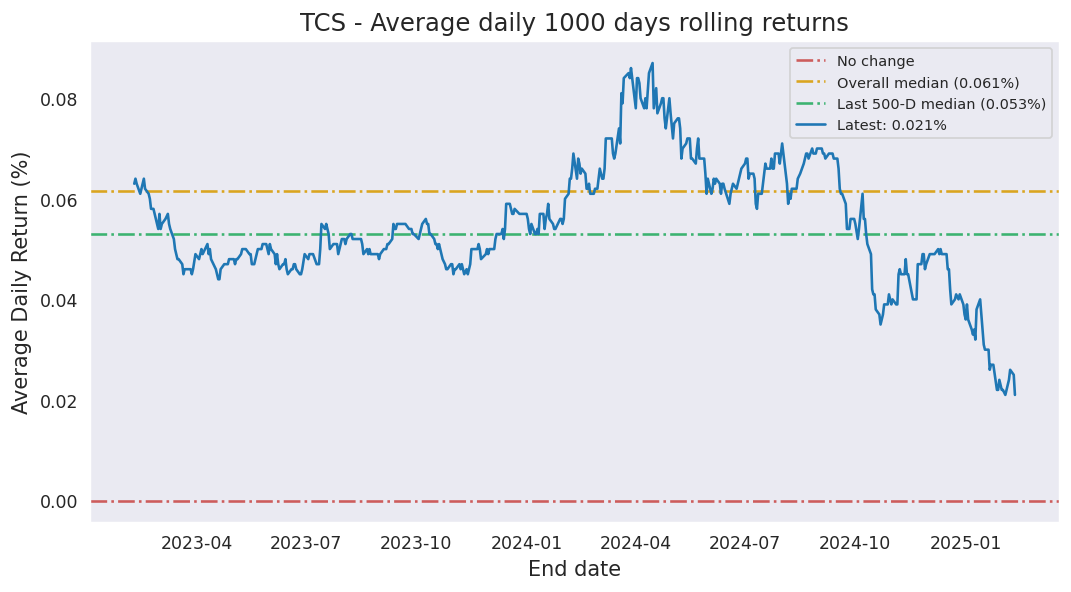 TCS - Average daily 1000 days rolling returns
No change
Overall median (0.061%)
Last 500-D median (0.053%)
Latest: 0.021%
Average Daily Return (%)
0.08
0.06
0.04
0.02
0.00
2023-04
2023-07
2023-10
2024-01
2024-04
2024-07
2024-10
2025-01
End date